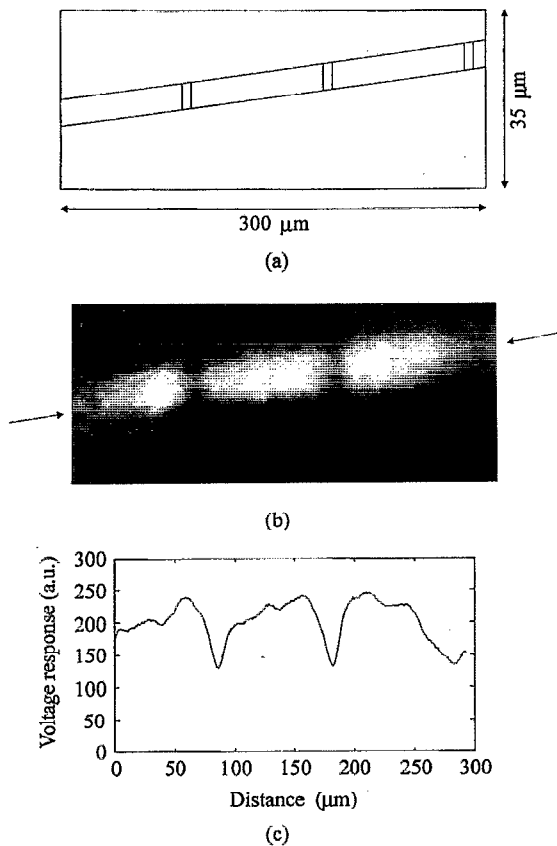 35 μm
300 μm
(a)
(b)
300
250
200
150
100
50
0
Voltage response (a.u.)
0 50 100 150 200 250 300
Distance (μm)
(c)